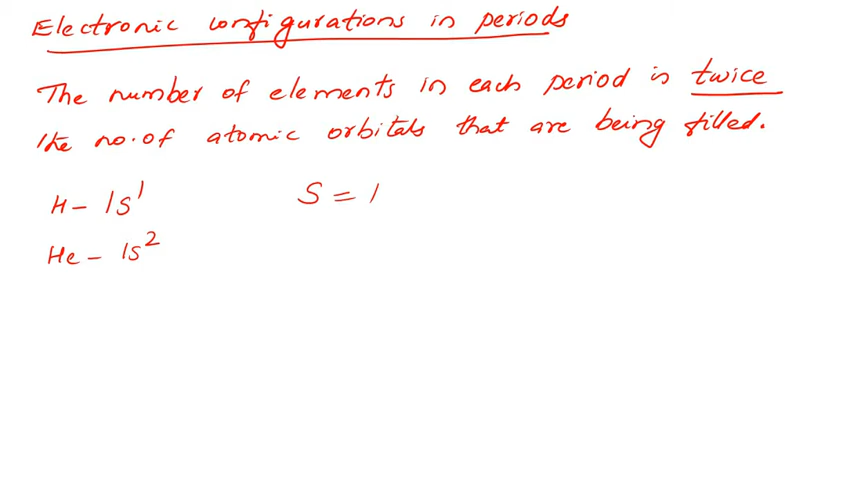 Electronic configurations in periods
The number of elements in each period is twice
the no. of atomic orbitals that are being filled.
H - 1s¹ S = 1
He - 1s²